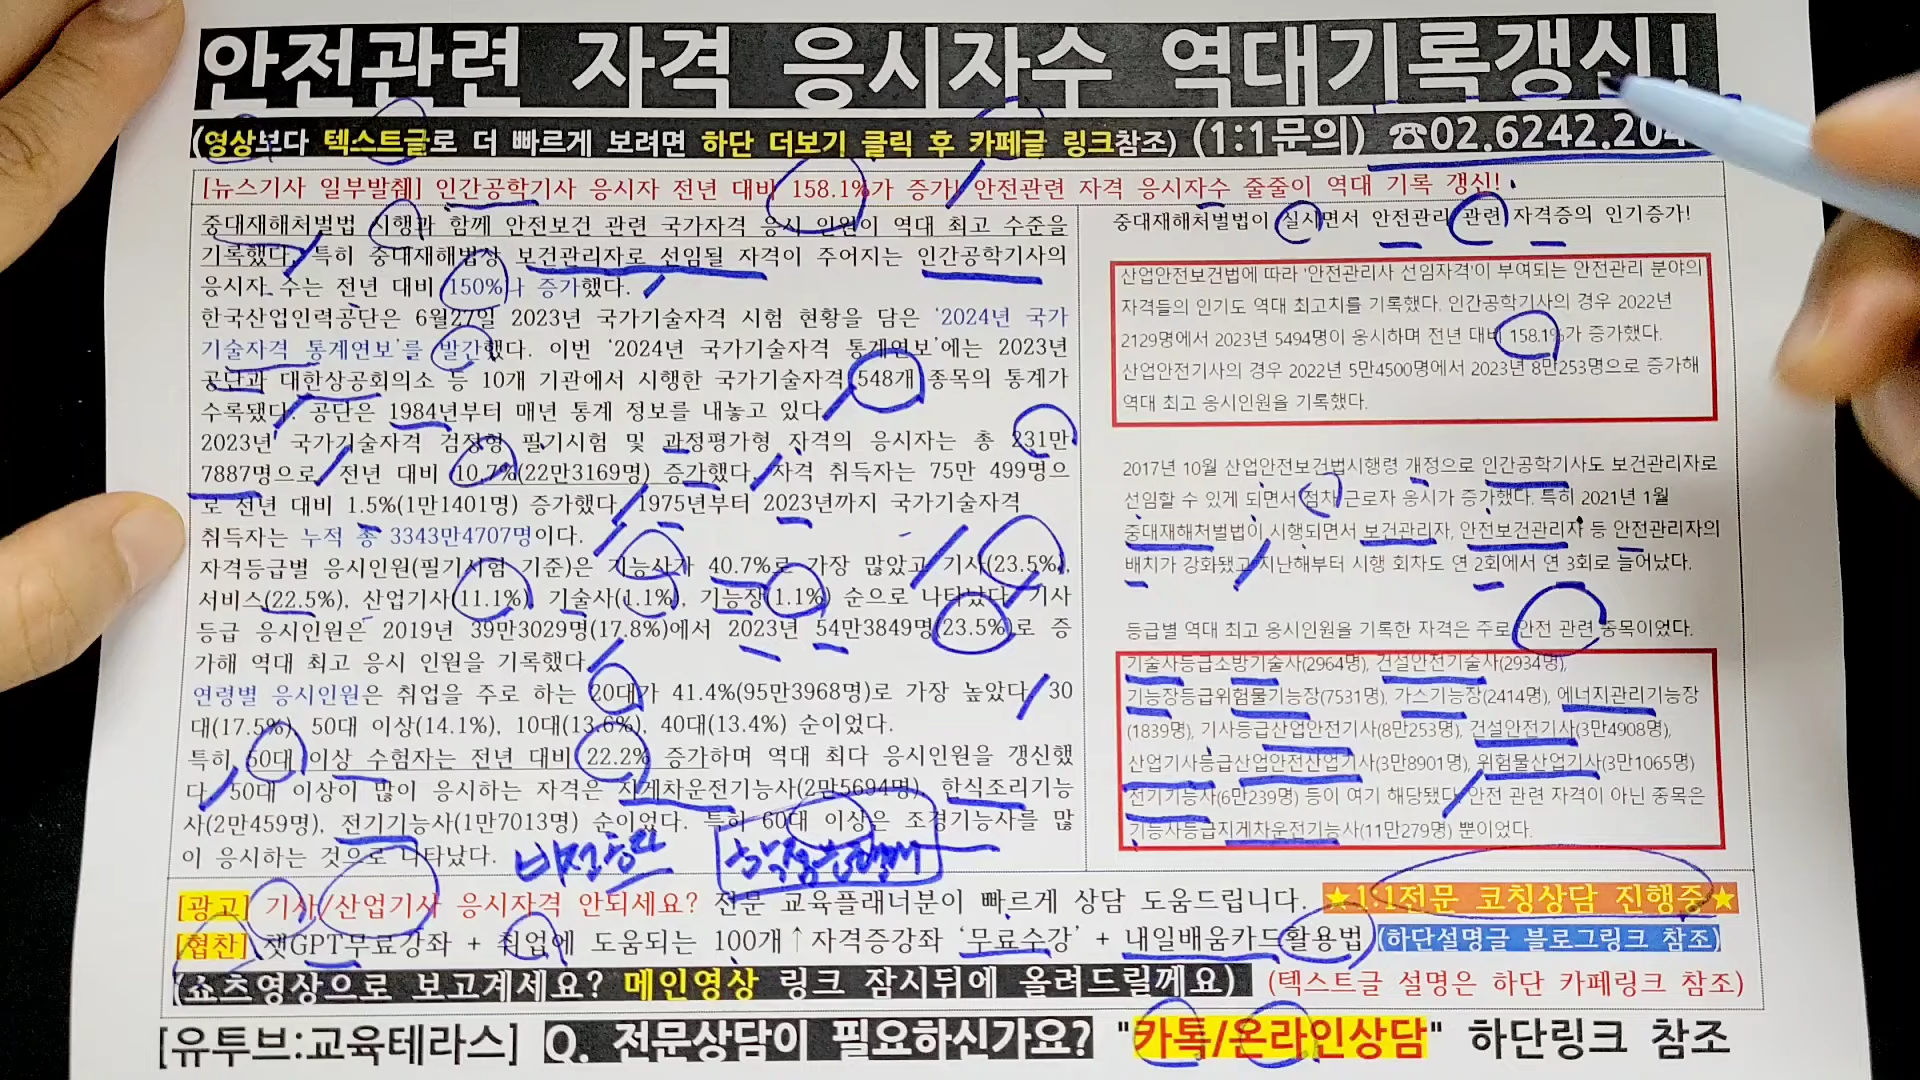 안전관련 자격 응시자수 역대기록갱신!
(영상보다 텍스트글로 더 빠르게 보려면 하단 더보기 클릭 후 카페글 링크참조) (1:1문의) ☎02.6242.204
[뉴스기사 일부발췌] 인간공학기사 응시자 전년 대비 158.1%가 증가! 안전관련 자격 응시자수 줄줄이 역대 기록 갱신!
중대재해처벌법 시행과 함께 안전보건 관련 국가자격 응시 인원이 역대 최고 수준을
기록했다. 특히 중대재해법상 보건관리자로 선임될 자격이 주어지는 인간공학기사의
응시자 수는 전년 대비 150%나 증가했다.
한국산업인력공단은 6월27일 2023년 국가기술자격 시험 현황을 담은 '2024년 국가
기술자격 통계연보'를 발간했다. 이번 '2024년 국가기술자격 통계연보'에는 2023년
공단과 대한상공회의소 등 10개 기관에서 시행한 국가기술자격 548개 종목의 통계가
수록됐다. 공단은 1984년부터 매년 통계 정보를 내놓고 있다.
2023년 국가기술자격 검정형 필기시험 및 과정평가형 자격의 응시자는 총 231만
7887명으로 전년 대비 10.7%(22만3169명) 증가했다. 자격 취득자는 75만 499명으
로 전년 대비 1.5%(1만1401명) 증가했다. 1975년부터 2023년까지 국가기술자격
취득자는 누적 총 3343만4707명이다.
자격등급별 응시인원(필기시험 기준)은 기능사가 40.7%로 가장 많았고 기사(23.5%),
서비스(22.5%), 산업기사(11.1%), 기술사(1.1%), 기능장(1.1%) 순으로 나타났다. 기사
등급 응시인원은 2019년 39만3029명(17.8%)에서 2023년 54만3849명(23.5%)로 증
가해 역대 최고 응시 인원을 기록했다.
연령별 응시인원은 취업을 주로 하는 20대가 41.4%(95만3968명)로 가장 높았다. 30
대(17.5%), 50대 이상(14.1%), 10대(13.6%), 40대(13.4%) 순이었다.
특히 60대 이상 수험자는 전년 대비 22.2% 증가하며 역대 최다 응시인원을 갱신했
다. 50대 이상이 많이 응시하는 자격은 지게차운전기능사(2만5694명), 한식조리기능
사(2만459명), 전기기능사(1만7013명) 순이었다. 특히 60대 이상은 조경기능사를 많
이 응시하는 것으로 나타났다.
중대재해처벌법이 실시면서 안전관리 관련 자격증의 인기증가!
산업안전보건법에 따라 '안전관리사 선임자격'이 부여되는 안전관리 분야의
자격들의 인기도 역대 최고치를 기록했다. 인간공학기사의 경우 2022년
2129명에서 2023년 5494명이 응시하며 전년 대비 158.1%가 증가했다.
산업안전기사의 경우 2022년 5만4500명에서 2023년 8만253명으로 증가해
역대 최고 응시인원을 기록했다.
2017년 10월 산업안전보건법시행령 개정으로 인간공학기사도 보건관리자로
선임할 수 있게 되면서 점차 근로자 응시가 증가했다. 특히 2021년 1월
중대재해처벌법이 시행되면서 보건관리자, 안전보건관리자 등 안전관리자의
배치가 강화됐고 지난해부터 시행 회차도 연 2회에서 연 3회로 늘어났다.
등급별 역대 최고 응시인원을 기록한 자격은 주로 안전 관련 종목이었다.
기술사등급소방기술사(2964명), 건설안전기술사(2934명),
기능장등급위험물기능장(7531명), 가스기능장(2414명), 에너지관리기능장
(1839명), 기사등급산업안전기사(8만253명), 건설안전기사(3만4908명),
산업기사등급산업안전산업기사(3만8901명), 위험물산업기사(3만1065명)
전기기능사(6만239명) 등이 여기 해당됐다. 안전 관련 자격이 아닌 종목은
기능사등급지게차운전기능사(11만279명) 뿐이었다.
[광고] 기사/산업기사 응시자격 안되세요? 전문 교육플래너분이 빠르게 상담 도움드립니다. ★1:1전문 코칭상담 진행중★
[협찬] 챗GPT무료강좌 + 취업에 도움되는 100개↑자격증강좌 '무료수강' + 내일배움카드활용법 (하단설명글 블로그링크 참조)
(쇼츠영상으로 보고계세요? 메인영상 링크 잠시뒤에 올려드릴께요) (텍스트글 설명은 하단 카페링크 참조)
[유투브:교육테라스] Q. 전문상담이 필요하신가요? "카톡/온라인상담" 하단링크 참조